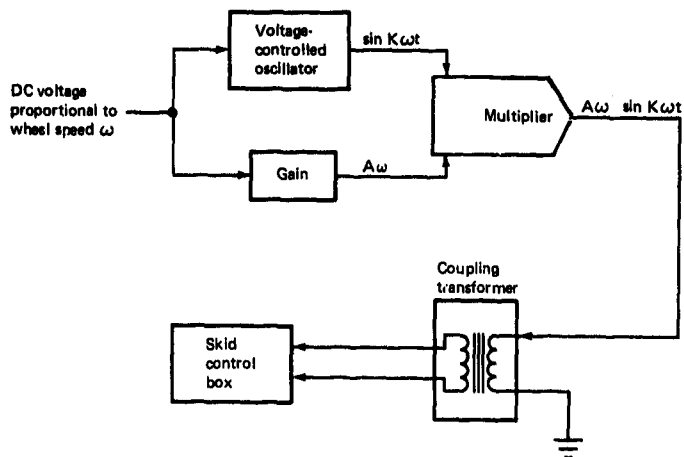 Voltage-
controlled
oscillator
sin Kωt
DC voltage
proportional to
wheel speed ω
Multiplier
Aω sin Kωt
Gain
Aω
Coupling
transformer
Skid
control
box